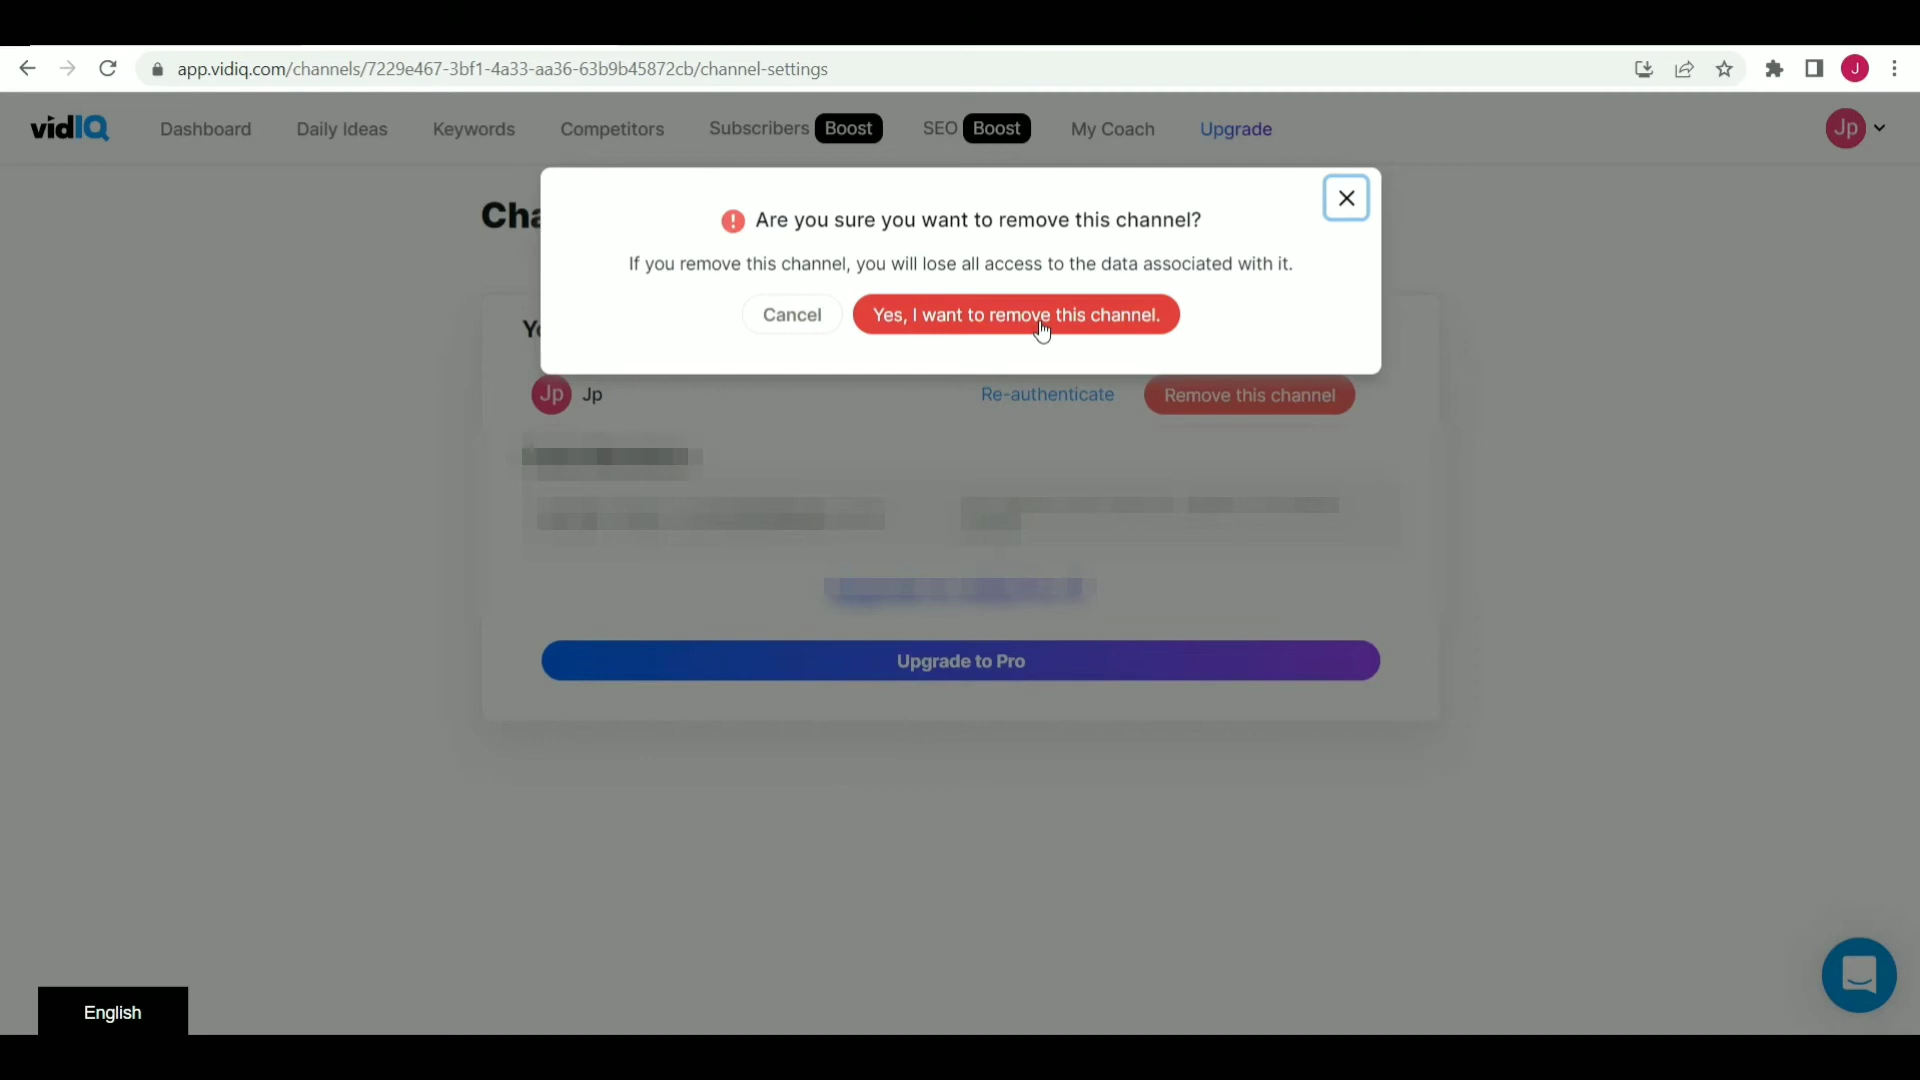 app.vidiq.com/channels/7229e467-3bf1-4a33-aa36-63b9b45872cb/channel-settings
J
vidIQ Dashboard Daily Ideas Keywords Competitors Subscribers Boost SEO Boost My Coach Upgrade Jp
Cha
Are you sure you want to remove this channel?
If you remove this channel, you will lose all access to the data associated with it.
Cancel Yes, I want to remove this channel.
Jp Jp Re-authenticate Remove this channel
Upgrade to Pro
English